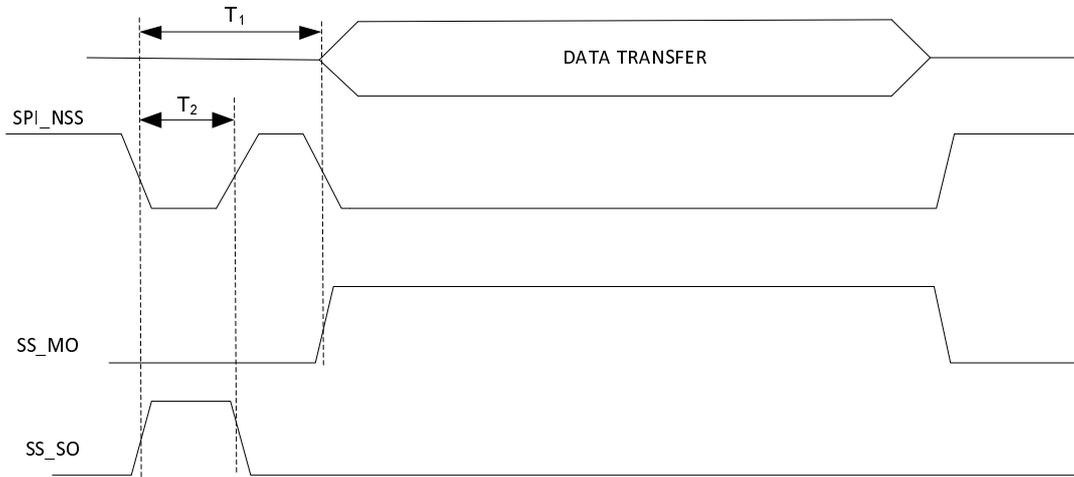 T1
DATA TRANSFER
T2
SPI_NSS
SS_MO
SS_SO